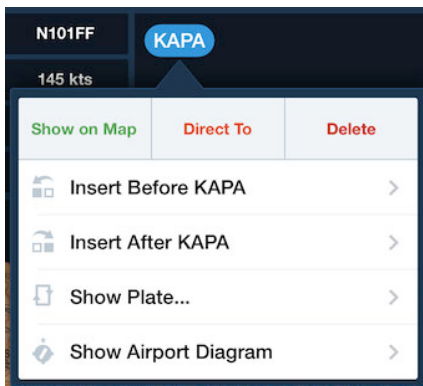 N101FF
KAPA
145 kts
Show on Map Direct To Delete
Insert Before KAPA
Insert After KAPA
Show Plate...
Show Airport Diagram